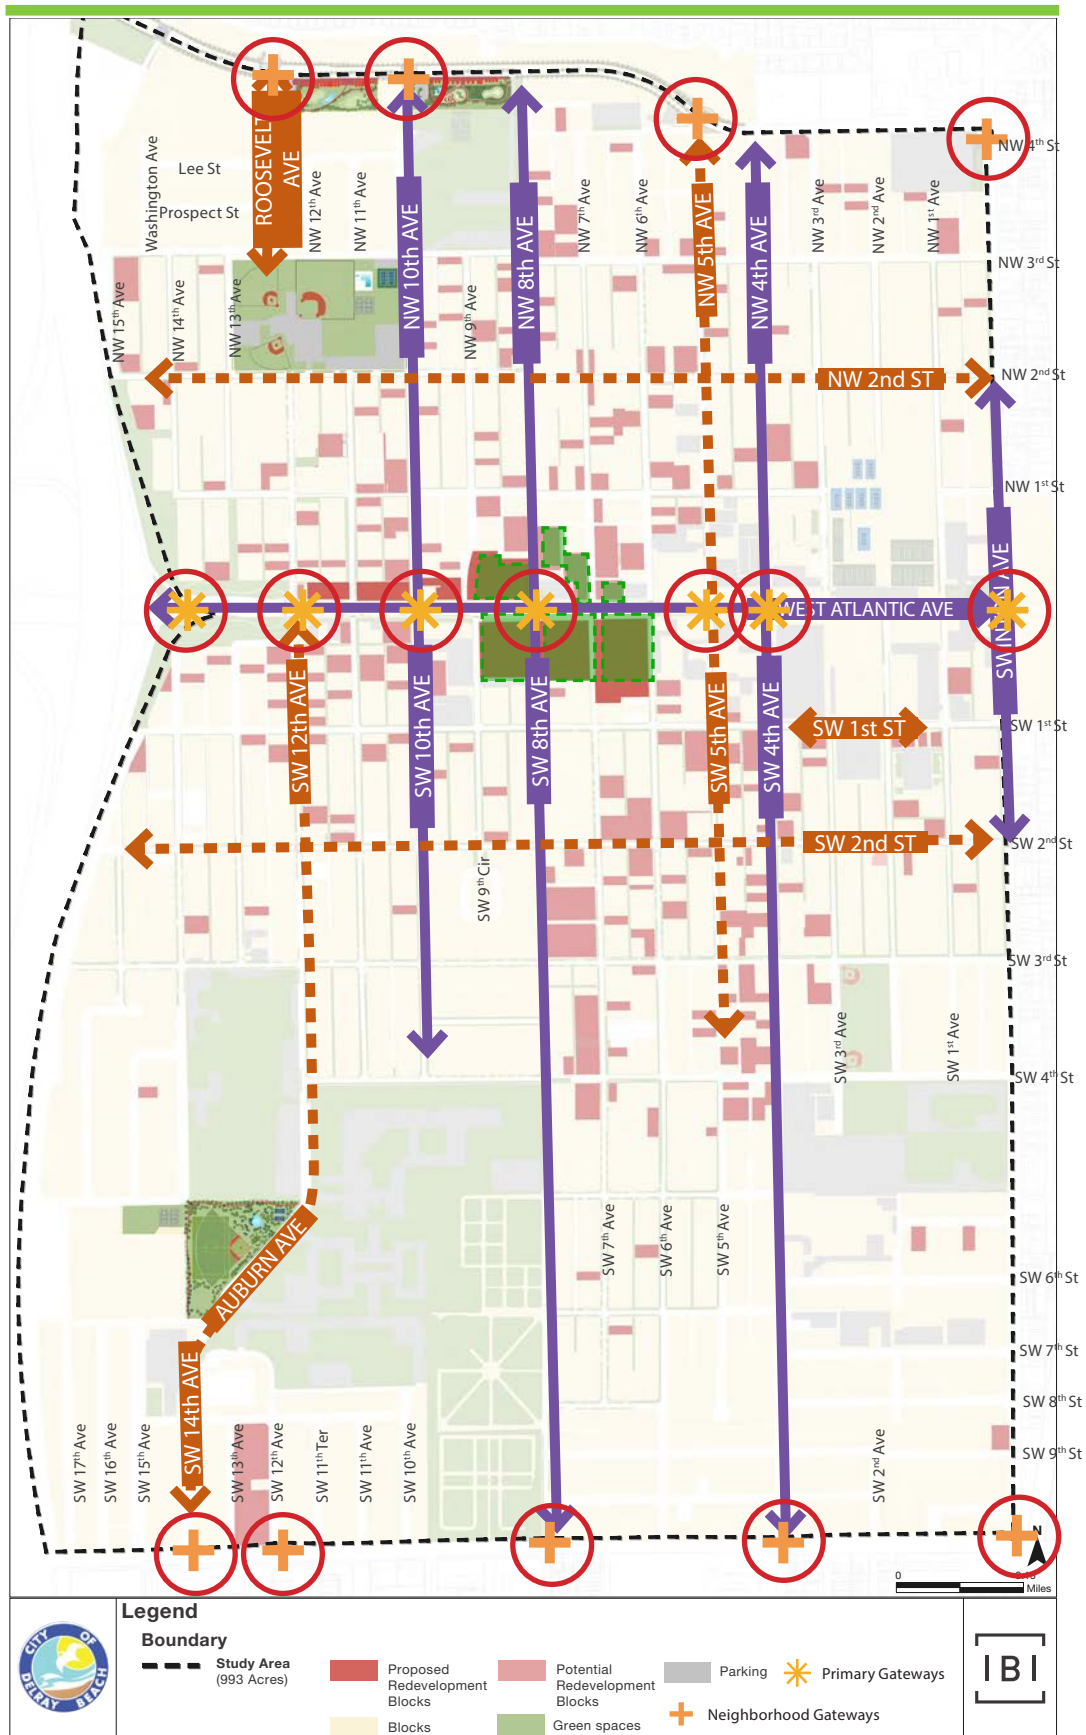 NW 4th St
Washington Ave
Lee St
Prospect St
ROOSEVELT
AVE
NW 12th Ave
NW 11th Ave
NW 10th AVE
NW 8th AVE
NW 7th Ave
NW 6th Ave
NW 5th AVE
NW 4th AVE
NW 3rd Ave
NW 2nd Ave
NW 1st Ave
NW 3rd St
NW 15th Ave
NW 14th Ave
NW 13th Ave
NW 9th Ave
NW 2nd ST
NW 2nd St
NW 1st St
WEST ATLANTIC AVE
SW 12th AVE
SW 10th AVE
SW 8th AVE
SW 5th AVE
SW 4th AVE
SW 1st ST
SW 1st St
SW 2nd ST
SW 2nd St
SW 9th Cir
SW 3rd St
SW 3rd Ave
SW 1st Ave
SW 4th St
SW 7th Ave
SW 6th Ave
SW 5th Ave
AUBURN AVE
SW 6th St
SW 7th St
SW 14th AVE
SW 8th St
SW 17th Ave
SW 16th Ave
SW 15th Ave
SW 13th Ave
SW 12th Ave
SW 11th Ter
SW 11th Ave
SW 10th Ave
SW 2nd Ave
SW 9th St
N
0
Miles
Legend
Boundary
Study Area
(993 Acres)
Proposed
Redevelopment
Blocks
Blocks
Potential
Redevelopment
Blocks
Green spaces
Parking
Primary Gateways
Neighborhood Gateways
CITY OF
DELRAY BEACH
IBI